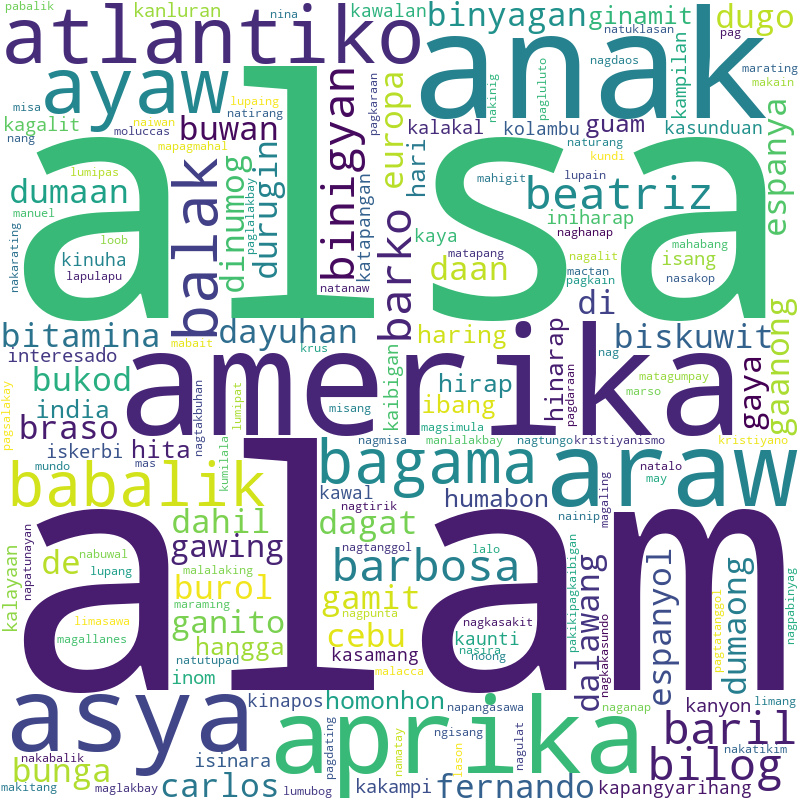 pabalik kanluran nina kawalan binyagan ginamit dugo
atlantiko natuklasan pag
ayaw anak nagdaos marating
misa lupaing pagkaraan nakinig pagluluto kampilan makain
nang natirang europa
kagalit moluccas naiwan buwan binigyan kalakal kolambu guam kasunduan espanya
mapagmahal hari naturang kundi
alsa
lumipas dinumog durugin katapangan mahigit lupain
dumaan balak paglalakbay beatriz
manuel kaya naghanap iniharap
nakarating loob barko matapang nagalit mahabang
kinuha daan mactan isang
lapulapu natanaw pagkain nasakop
bitamina dayuhan haring di biskuwit gaanong
interesado mabait krus nag
amerika
pagsalakay bukod kaibigan hirap hinarap pagdaraan matagumpay gaya
india nagtakbuhan lumipat misang ibang marso
braso magsimula
iskerbi hita nagmisa manlalakbay nagtungo kristiyanismo kristiyano
mundo mas kumilala bagama araw natalo
babalik kawal humabon nainip magaling may
nagtirik
alam
kalayaan napatunayan dahil dagat nagtanggol lalo
de nabuwal gawing barbosa dalawang espanyol dumaong nagpabinyag
lupang malalaking burol gamit pakikipagkaibigan pagtatanggol
limasawa maraming nagpunta nagkasakit nagkakasundo
magallanes ganito cebu kaunti
natutupad hangga kasamang nasira noong
inom malacca
asya kinapos homonhon napangasawa naganap kanyon limang
aprika baril
nakabalik isinara pagdating ngisang nagulat nakatikim
bunga namatay lason bilog
makitang maglakbay carlos lumubog kakampi fernando kapangyarihang